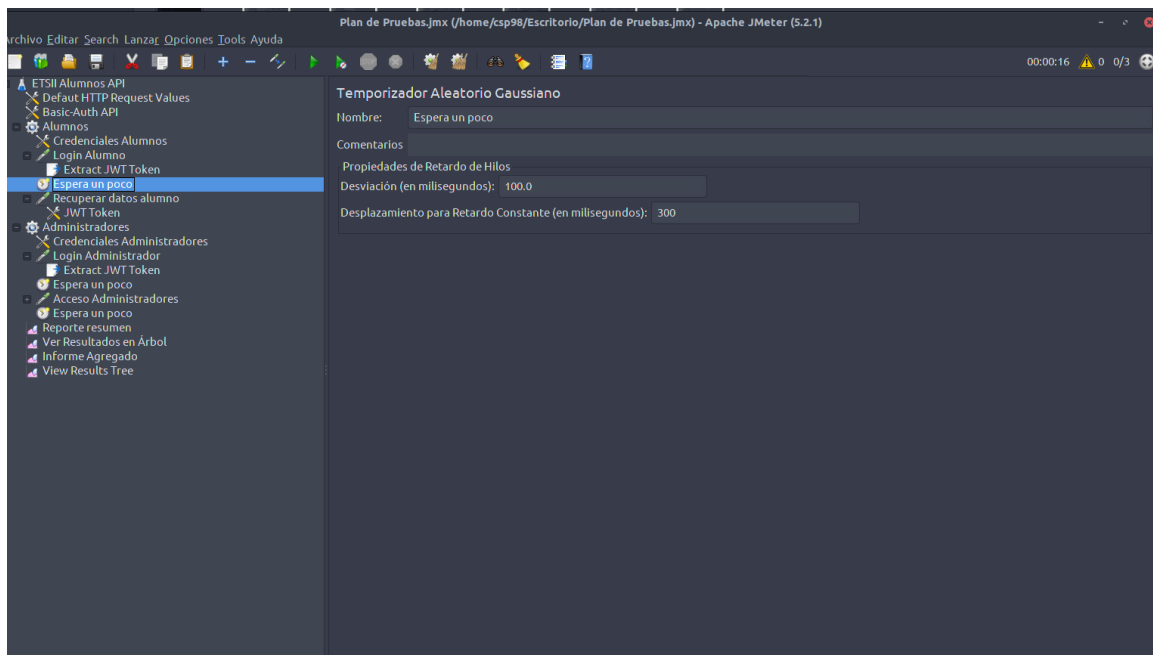 Plan de Pruebas.jmx (/home/csp98/Escritorio/Plan de Pruebas.jmx) - Apache JMeter (5.2.1)
Archivo Editar Search Lanzar Opciones Tools Ayuda
00:00:16 0 0/3
ETSII Alumnos API
Defaut HTTP Request Values
Basic-Auth API
Alumnos
Credenciales Alumnos
Login Alumno
Extract JWT Token
Espera un poco
Recuperar datos alumno
JWT Token
Administradores
Credenciales Administradores
Login Administrador
Extract JWT Token
Espera un poco
Acceso Administradores
Espera un poco
Reporte resumen
Ver Resultados en Árbol
Informe Agregado
View Results Tree
Temporizador Aleatorio Gaussiano
Nombre: Espera un poco
Comentarios
Propiedades de Retardo de Hilos
Desviación (en milisegundos): 100.0
Desplazamiento para Retardo Constante (en milisegundos): 300